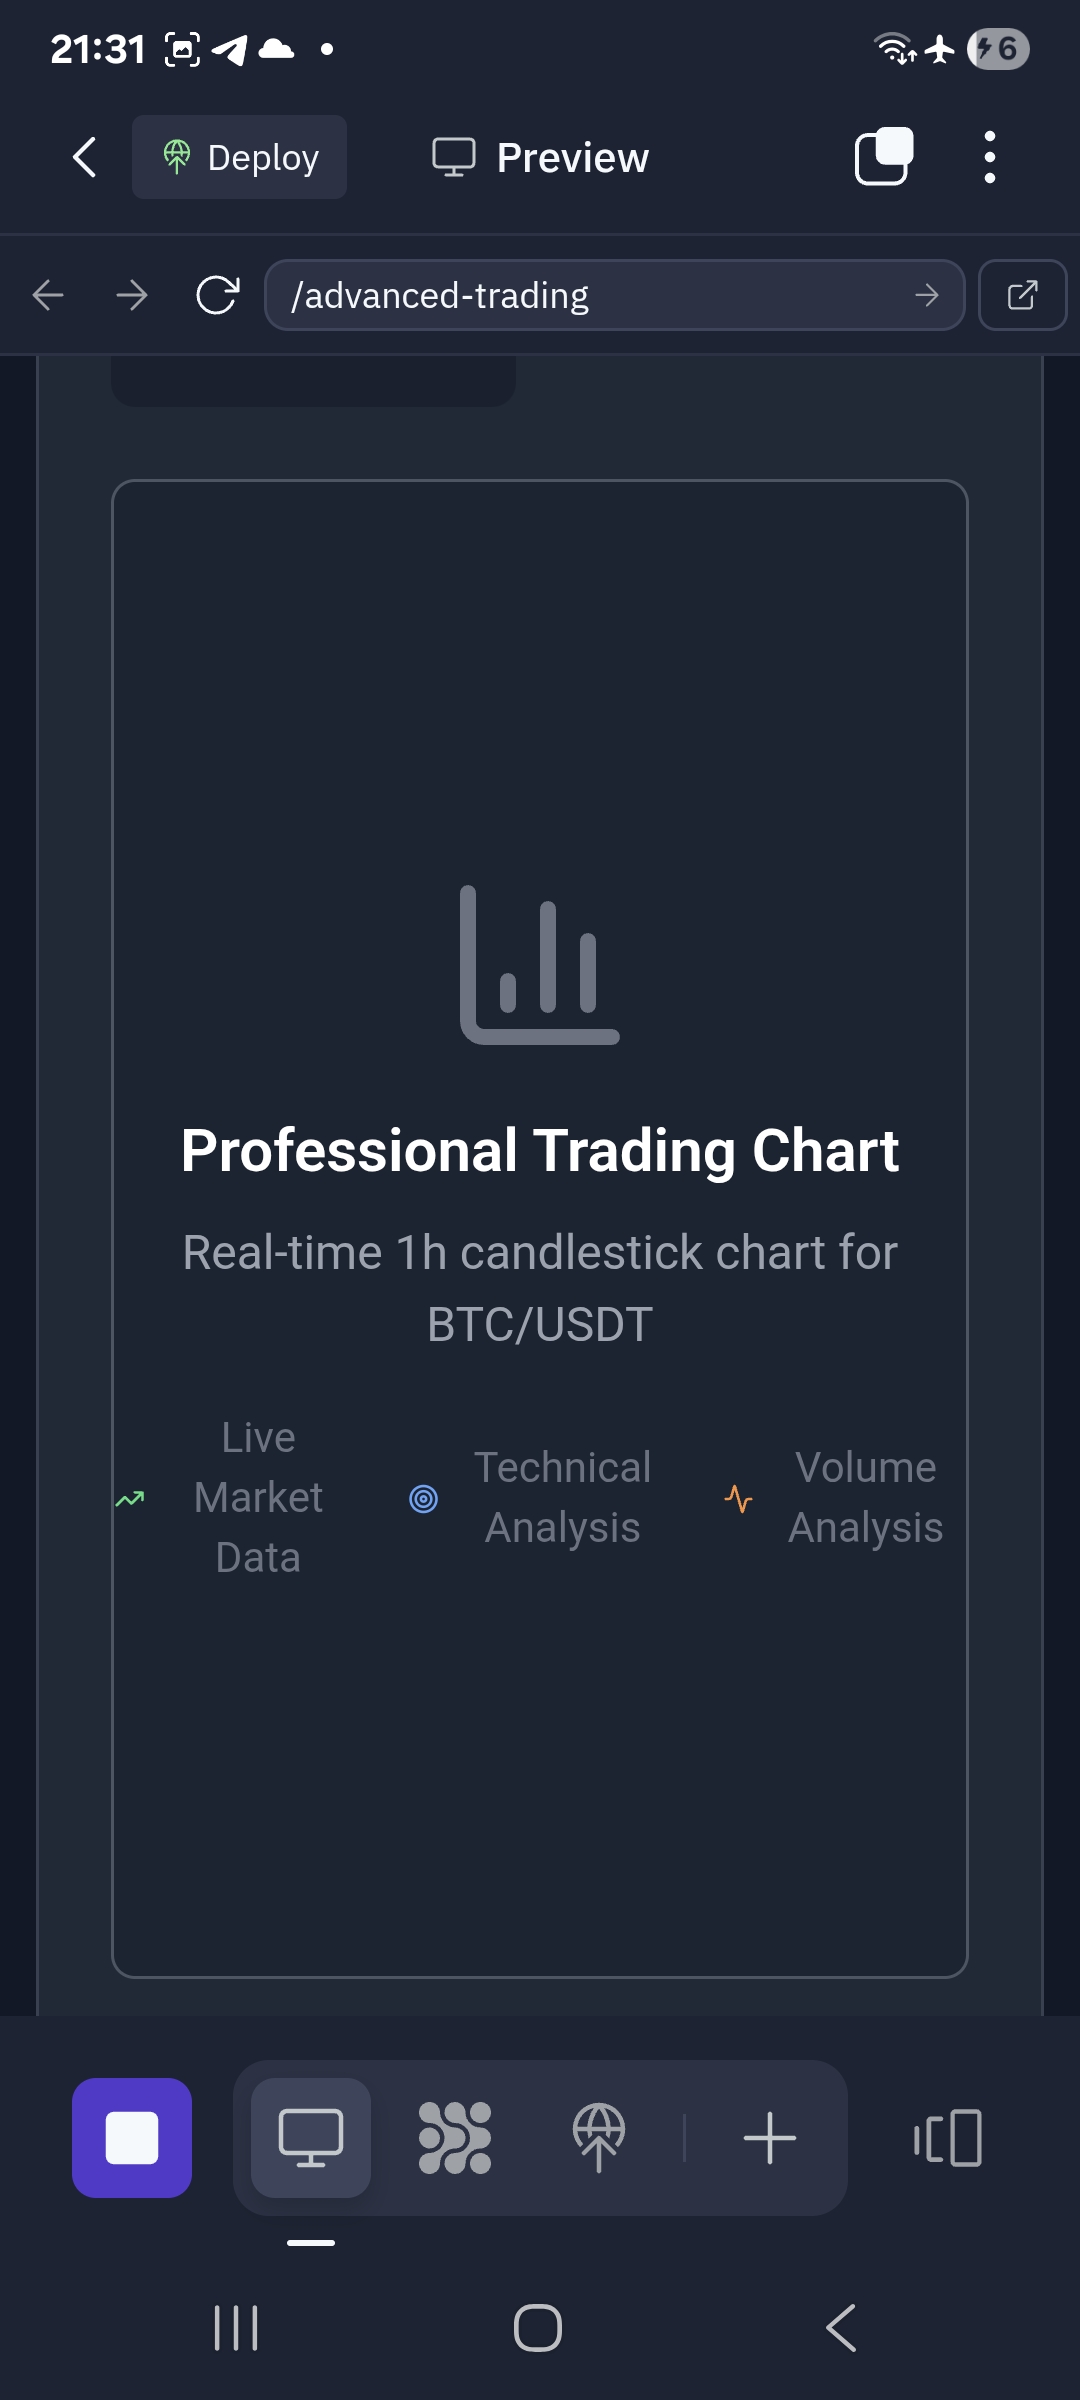 21:31
6
Deploy
Preview
/advanced-trading
Professional Trading Chart
Real-time 1h candlestick chart for
BTC/USDT
Live
Market
Data
Technical
Analysis
Volume
Analysis